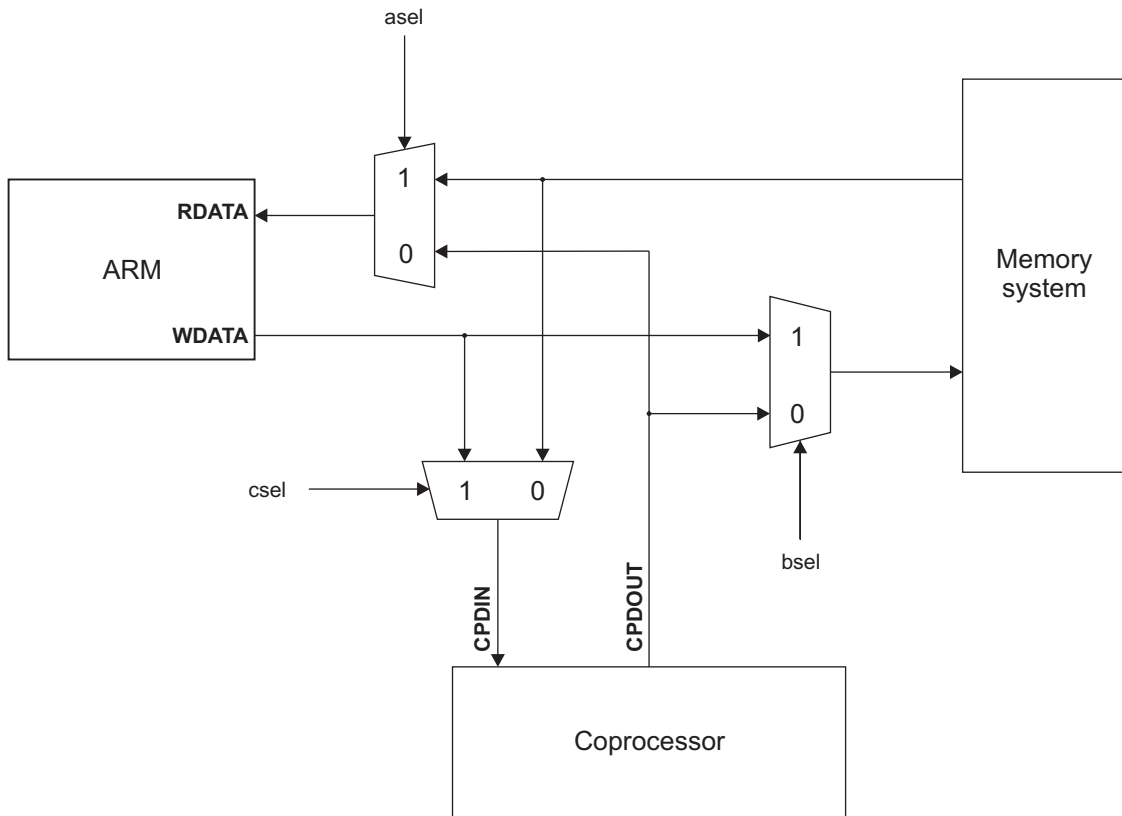 asel
1
RDATA
0
ARM
Memory
system
WDATA
1
0
csel
1 0
bsel
CPDIN
CPDOUT
Coprocessor